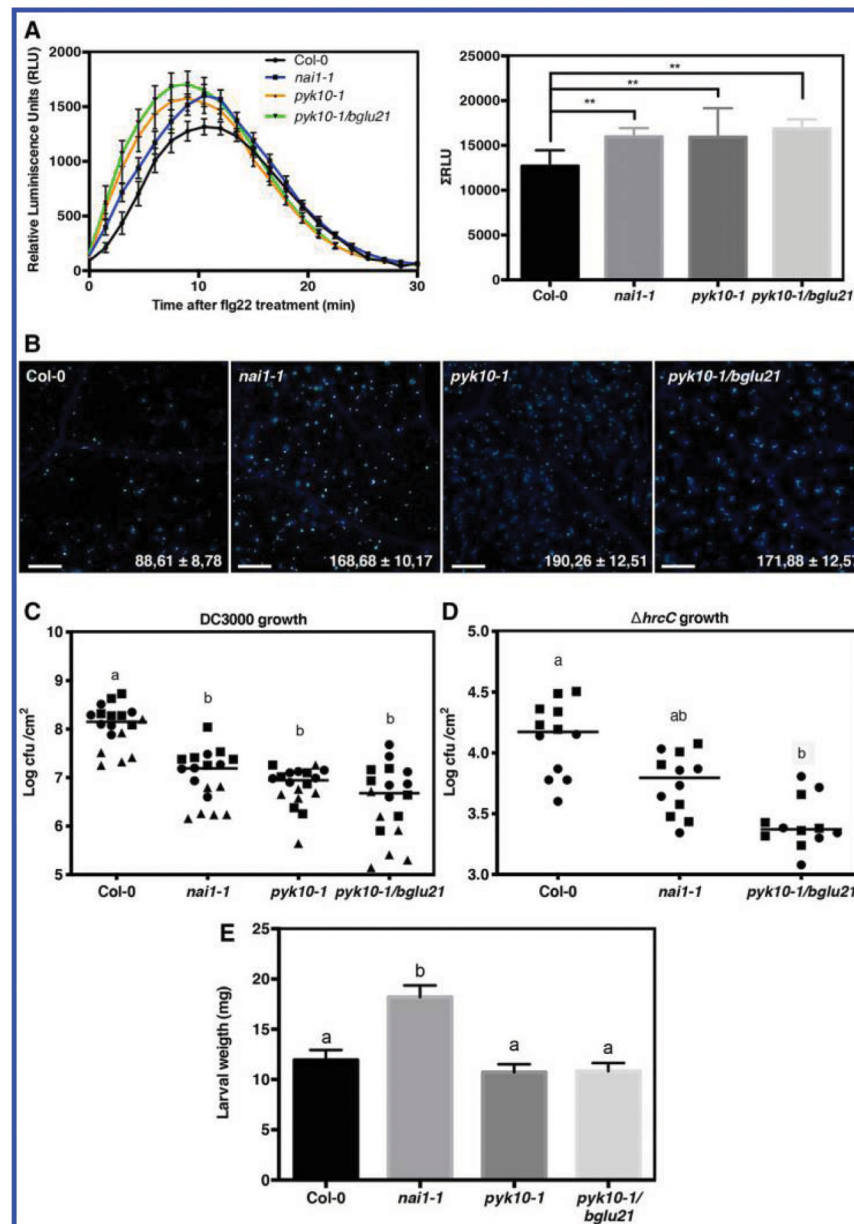 A
Relative Luminiscence Units (RLU)
2000
1500
1000
500
0
Col-0
nai1-1
pyk10-1
pyk10-1/bglu21
0
10
20
30
Time after flg22 treatment (min)
ΣRLU
25000
20000
15000
10000
5000
0
**
**
**
Col-0
nai1-1
pyk10-1
pyk10-1/bglu21
B
Col-0
nai1-1
pyk10-1
pyk10-1/bglu21
88,61 ± 8,78
168,68 ± 10,17
190,26 ± 12,51
171,88 ± 12,57
C
DC3000 growth
Log cfu /cm²
10
9
8
7
6
5
a
b
b
b
Col-0
nai1-1
pyk10-1
pyk10-1/bglu21
D
ΔhrcC growth
Log cfu /cm²
5.0
4.5
4.0
3.5
3.0
a
ab
b
Col-0
nai1-1
pyk10-1/bglu21
E
Larval weigth (mg)
25
20
15
10
5
0
a
b
a
a
Col-0
nai1-1
pyk10-1
pyk10-1/
bglu21